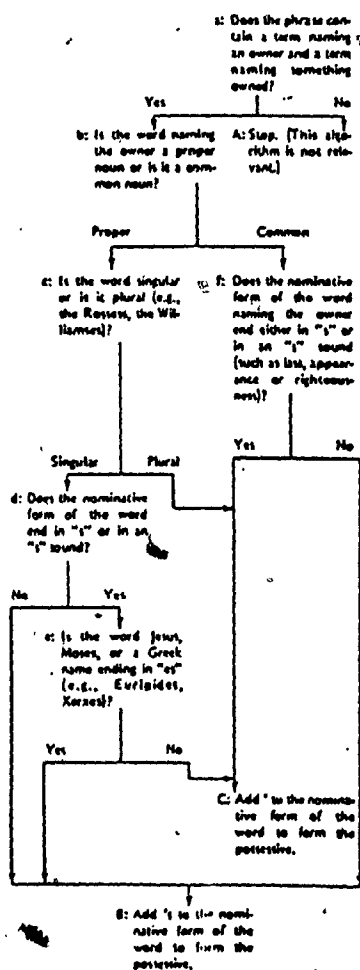 a: Does the phrase con-
tain a term naming
an owner and a term
naming something
owned?
Yes No
b: Is the word naming
the owner a proper
noun or is it a com-
mon noun?
A: Stop. (This algo-
rithm is not rele-
vant.)
Proper Common
c: Is the word singular
or is it plural (e.g.,
the Rosses, the Wil-
liamses)?
f: Does the nominative
form of the word
naming the owner
end either in "s" or
in an "s" sound
(such as lass, appear-
ance or righteous-
ness)?
Singular Plural
Yes No
d: Does the nominative
form of the word
end in "s" or in an
"s" sound?
No Yes
e: Is the word Jesus,
Moses, or a Greek
name ending in "es"
(e.g., Euripides,
Xerxes)?
Yes No
C: Add ' to the nomina-
tive form of the
word to form the
possessive.
B: Add 's to the nomi-
native form of the
word to form the
possessive.